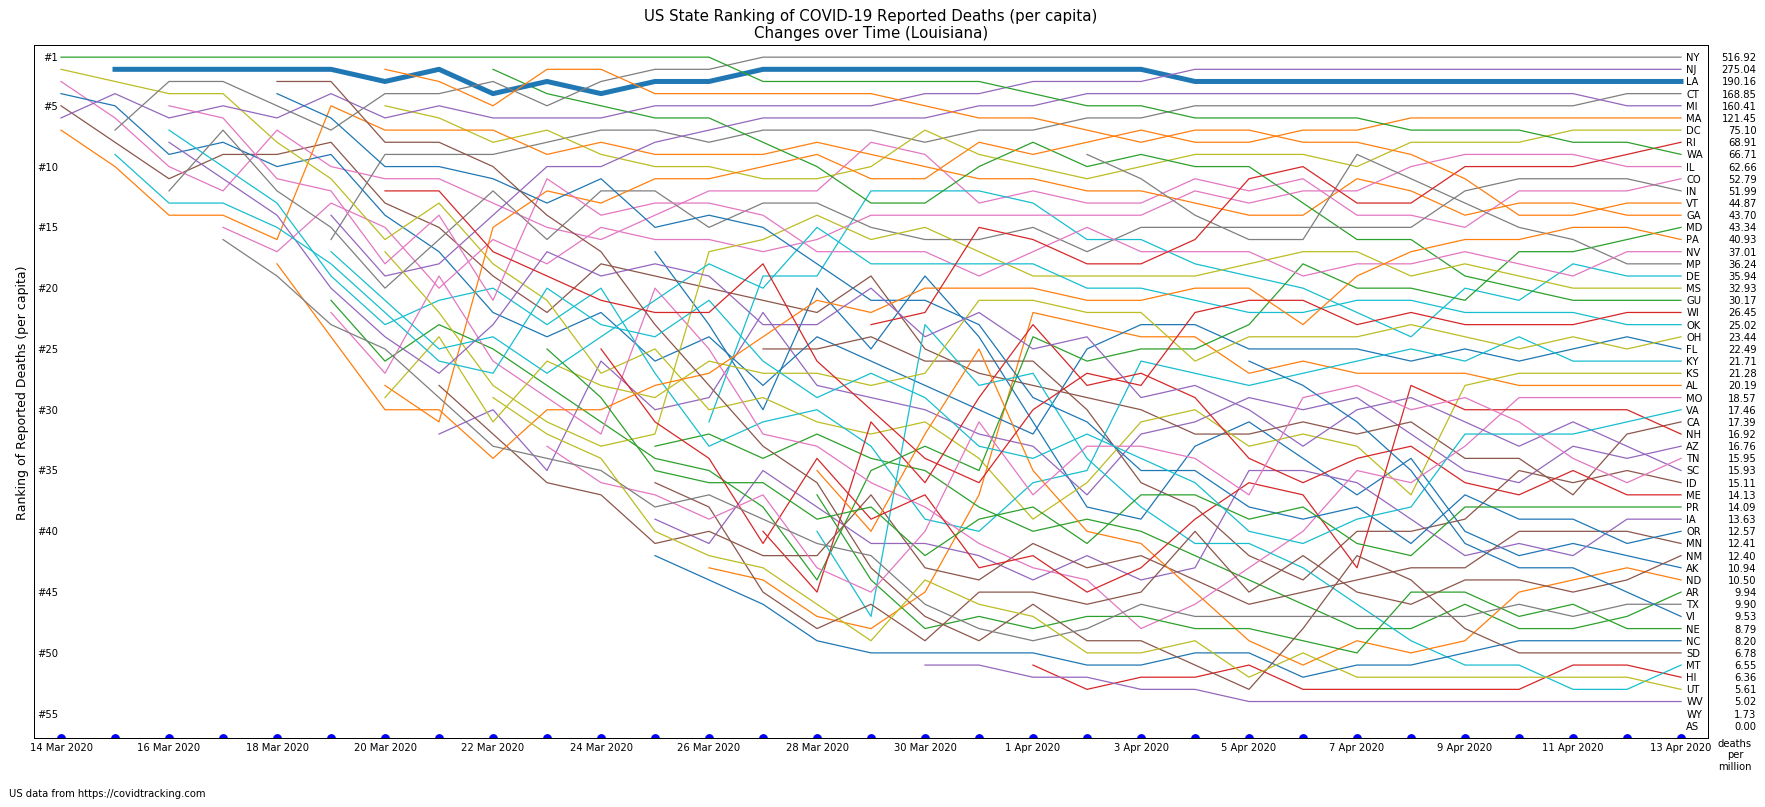 US State Ranking of COVID-19 Reported Deaths (per capita)
Changes over Time (Louisiana)
Ranking of Reported Deaths (per capita)
#1
#5
#10
#15
#20
#25
#30
#35
#40
#45
#50
#55
NY 516.92
NJ 275.04
LA 190.16
CT 168.85
MI 160.41
MA 121.45
DC 75.10
RI 68.91
WA 66.71
IL 62.66
CO 52.79
IN 51.99
VT 44.87
GA 43.70
MD 43.34
PA 40.93
NV 37.01
MP 36.24
DE 35.94
MS 32.93
GU 30.17
WI 26.45
OK 25.02
OH 23.44
FL 22.49
KY 21.71
KS 21.28
AL 20.19
MO 18.57
VA 17.46
CA 17.39
NH 16.92
AZ 16.76
TN 15.95
SC 15.93
ID 15.11
ME 14.13
PR 14.09
IA 13.63
OR 12.57
MN 12.41
NM 12.40
AK 10.94
ND 10.50
AR 9.94
TX 9.90
VI 9.53
NE 8.79
NC 8.20
SD 6.78
MT 6.55
HI 6.36
UT 5.61
WV 5.02
WY 1.73
AS 0.00
14 Mar 2020 16 Mar 2020 18 Mar 2020 20 Mar 2020 22 Mar 2020 24 Mar 2020 26 Mar 2020 28 Mar 2020 30 Mar 2020 1 Apr 2020 3 Apr 2020 5 Apr 2020 7 Apr 2020 9 Apr 2020 11 Apr 2020 13 Apr 2020
deaths
per
million
US data from https://covidtracking.com